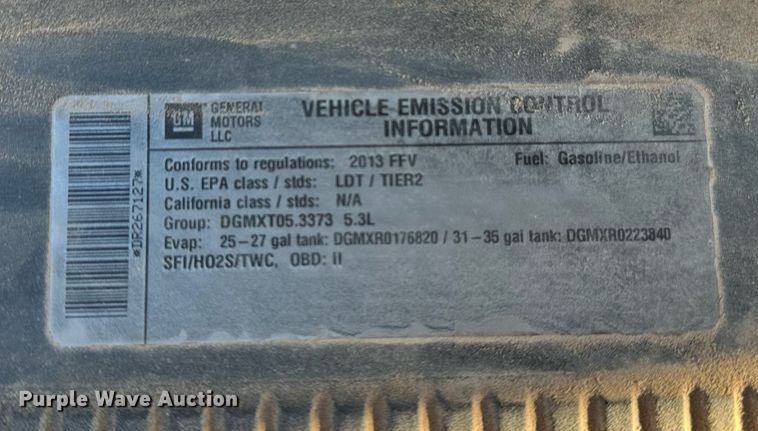 GM
GENERAL
MOTORS
LLC
VEHICLE EMISSION CONTROL
INFORMATION
*DR267127*
Conforms to regulations: 2013 FFV Fuel: Gasoline/Ethanol
U.S. EPA class / stds: LDT / TIER2
California class / stds: N/A
Group: DGMXT05.3373 5.3L
Evap: 25-27 gal tank: DGMXR0176820 / 31-35 gal tank: DGMXR0223840
SFI/HO2S/TWC, OBD: II
Purple Wave Auction